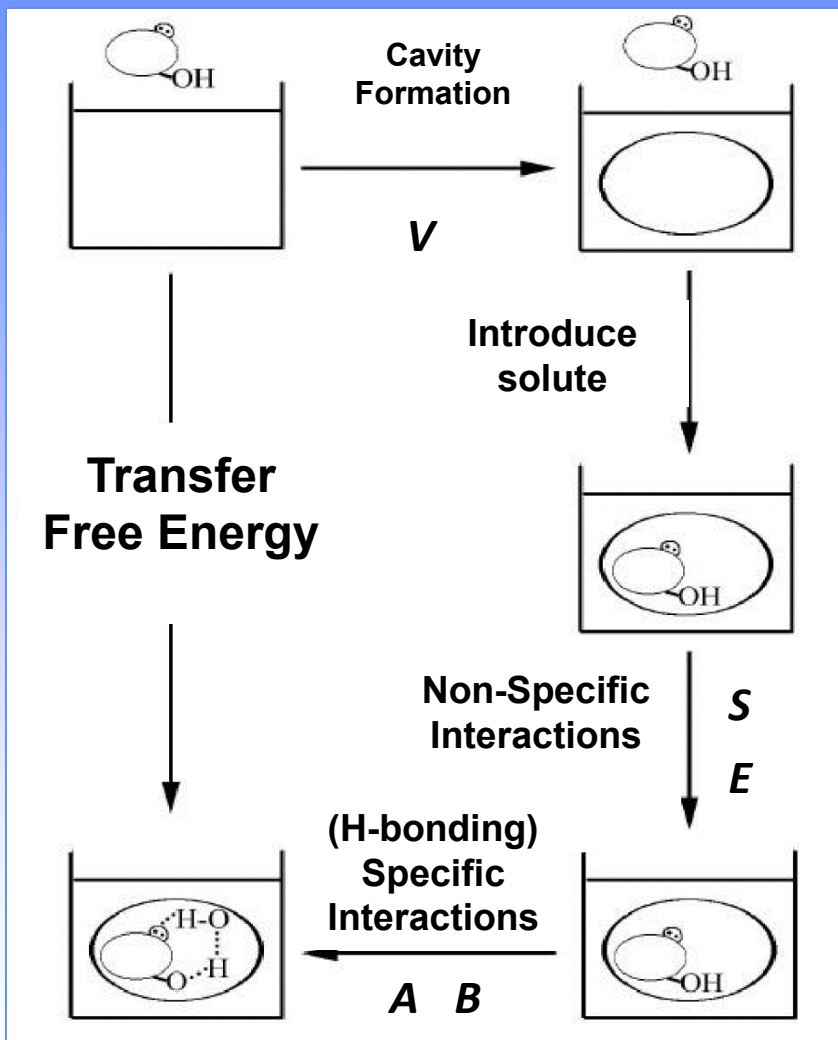 OH
Cavity
Formation
V
OH
Introduce
solute
Transfer
Free Energy
OH
Non-Specific
Interactions
S
E
(H-bonding)
Specific
Interactions
A B
H-O
O H
OH